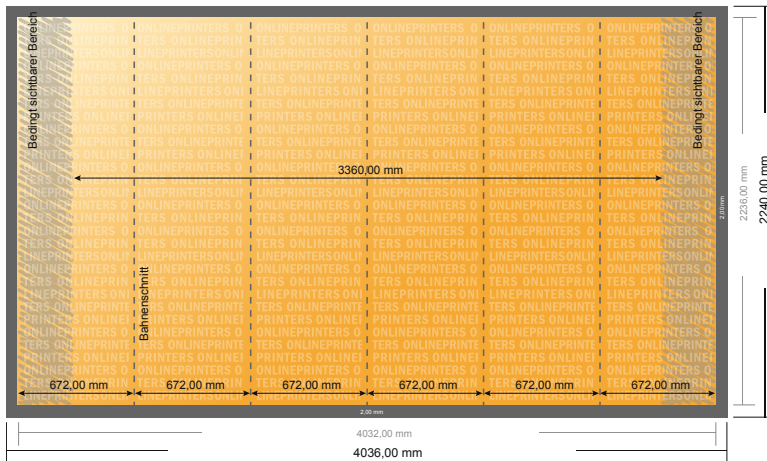 Bedingt sichtbarer Bereich
Bedingt sichtbarer Bereich
3360,00 mm
Bahnenschnitt
672,00 mm 672,00 mm 672,00 mm 672,00 mm 672,00 mm 672,00 mm
2,00 mm
2,00 mm
2236,00 mm
2240,00 mm
4032,00 mm
4036,00 mm